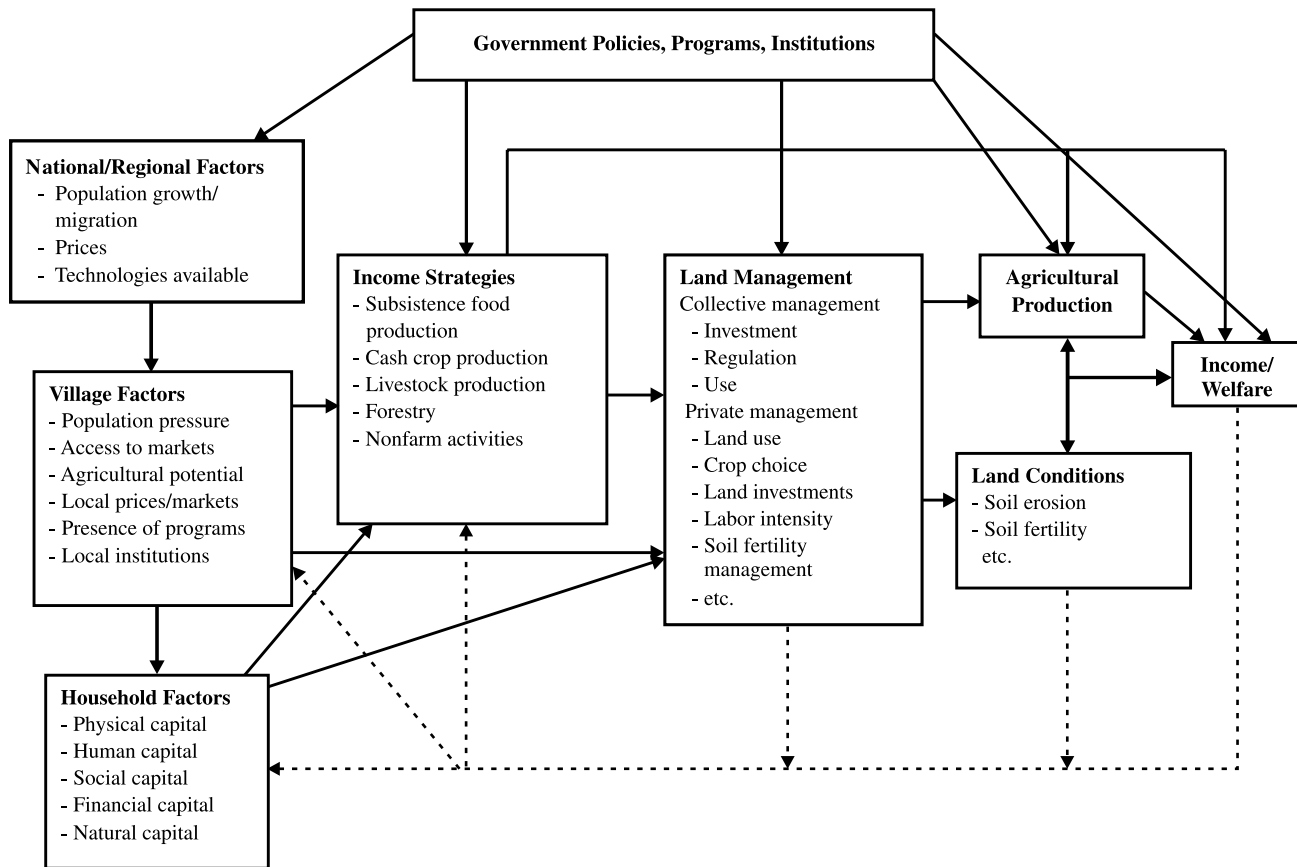 Government Policies, Programs, Institutions
National/Regional Factors
- Population growth/
migration
- Prices
- Technologies available
Income Strategies
- Subsistence food
production
- Cash crop production
- Livestock production
- Forestry
- Nonfarm activities
Land Management
Collective management
- Investment
- Regulation
- Use
Private management
- Land use
- Crop choice
- Land investments
- Labor intensity
- Soil fertility
management
- etc.
Agricultural
Production
Income/
Welfare
Village Factors
- Population pressure
- Access to markets
- Agricultural potential
- Local prices/markets
- Presence of programs
- Local institutions
Land Conditions
- Soil erosion
- Soil fertility
etc.
Household Factors
- Physical capital
- Human capital
- Social capital
- Financial capital
- Natural capital